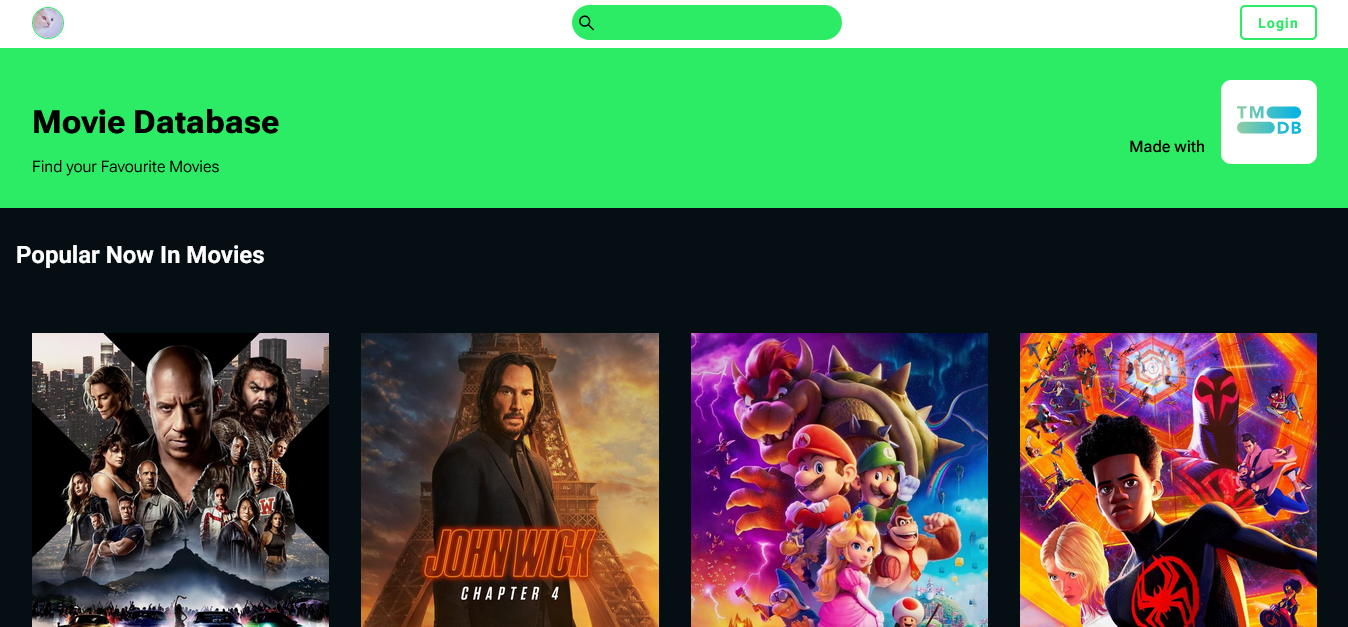 Login
Movie Database
Find your Favourite Movies
Made with
TM
DB
Popular Now In Movies
W
JOHN WICK
CHAPTER 4